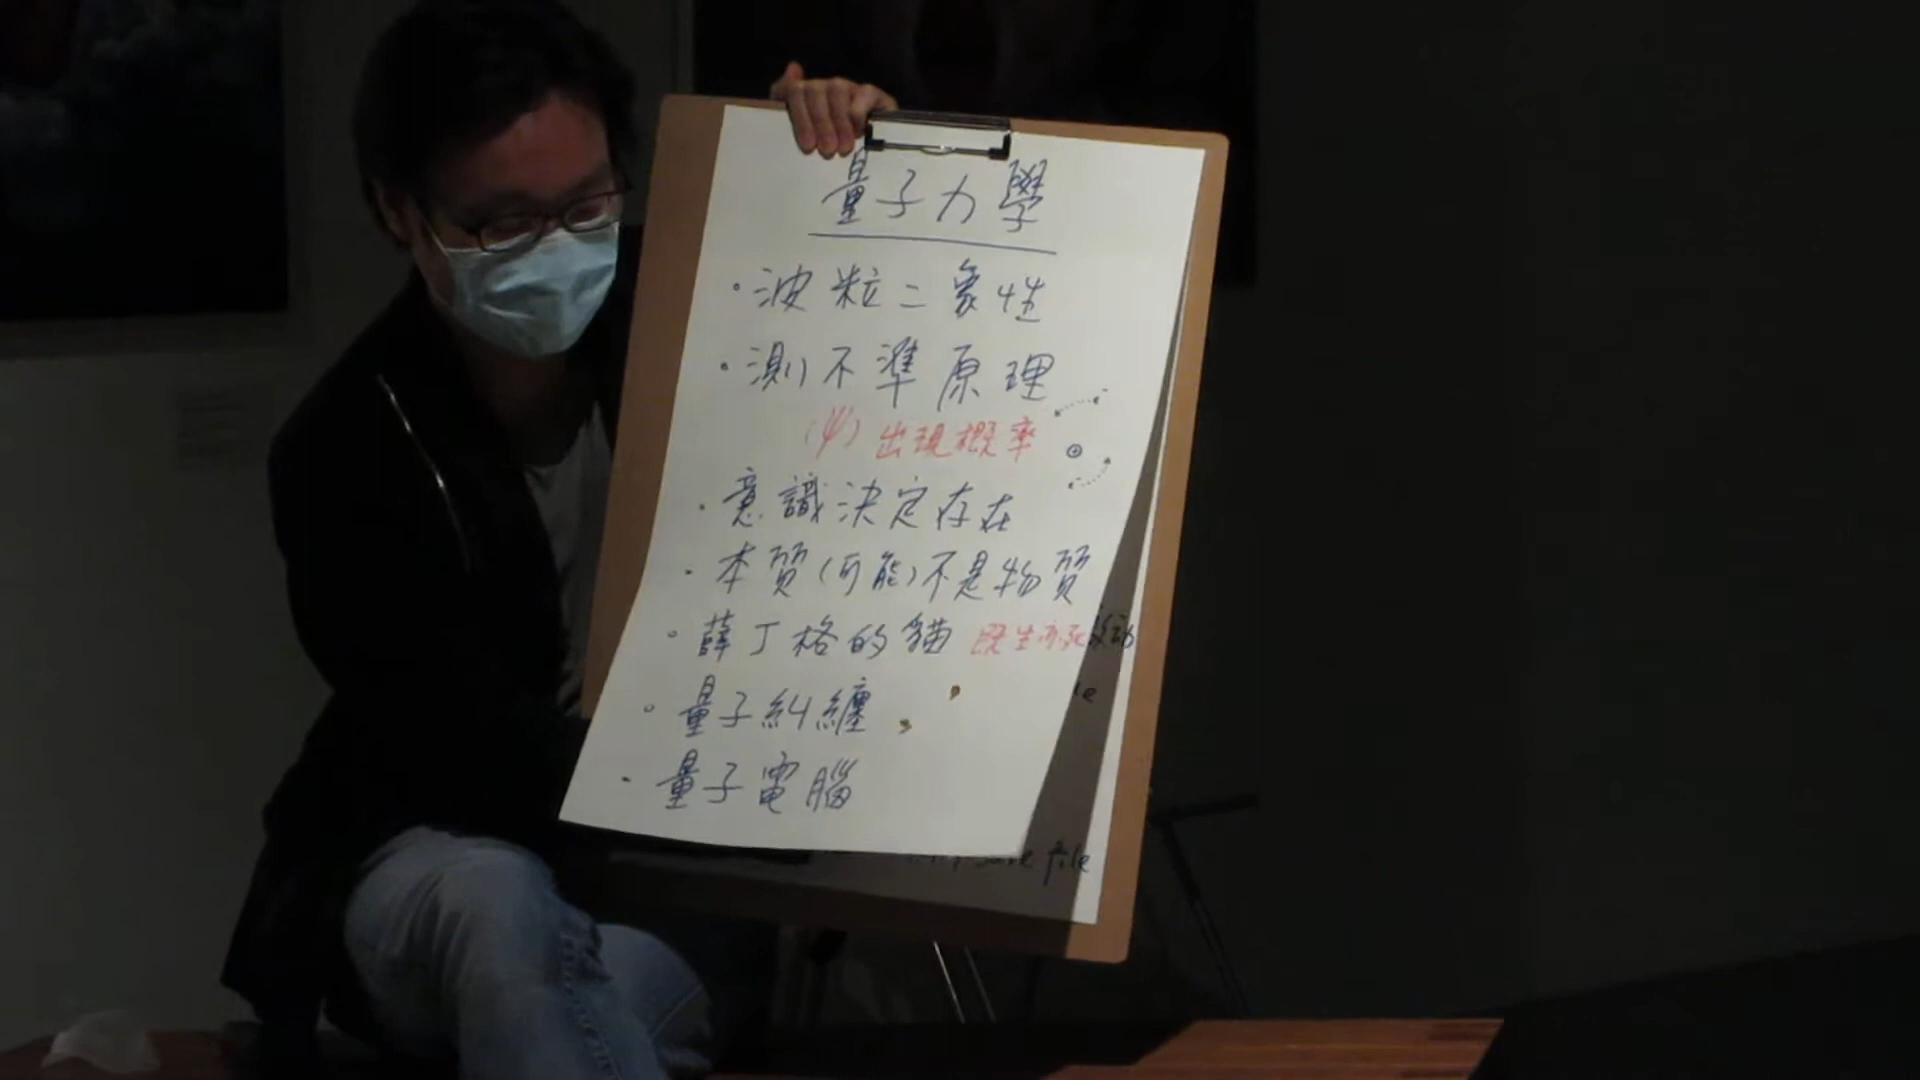 量子力學
· 波粒二象性
· 測不準原理
(ψ) 出現概率
· 意識決定存在
· 本質(可能)不是物質
· 薛丁格的貓 既生亦死
· 量子糾纏
· 量子電腦
file